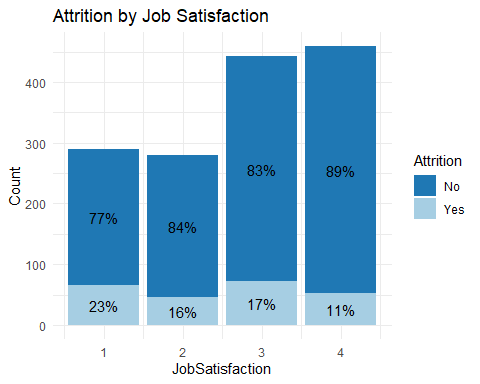 Attrition by Job Satisfaction
Count
400
300
200
100
0
77%
84%
83%
89%
23%
16%
17%
11%
1 2 3 4
JobSatisfaction
Attrition
No
Yes